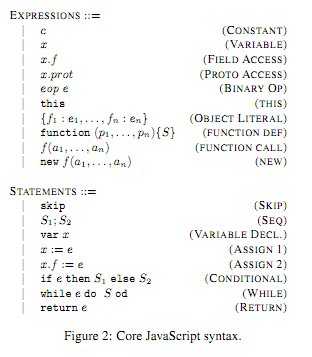 EXPRESSIONS ::=
| c (CONSTANT)
| x (VARIABLE)
| x.f (FIELD ACCESS)
| x.prot (PROTO ACCESS)
| eop e (BINARY OP)
| this (THIS)
| {f₁ : e₁, . . . , fₙ : eₙ} (OBJECT LITERAL)
| function (p₁, . . . , pₙ){S} (FUNCTION DEF)
| f(a₁, . . . , aₙ) (FUNCTION CALL)
| new f(a₁, . . . , aₙ) (NEW)
STATEMENTS ::=
| skip (SKIP)
| S₁; S₂ (SEQ)
| var x (VARIABLE DECL.)
| x := e (ASSIGN 1)
| x.f := e (ASSIGN 2)
| if e then S₁ else S₂ (CONDITIONAL)
| while e do S od (WHILE)
| return e (RETURN)
Figure 2: Core JavaScript syntax.